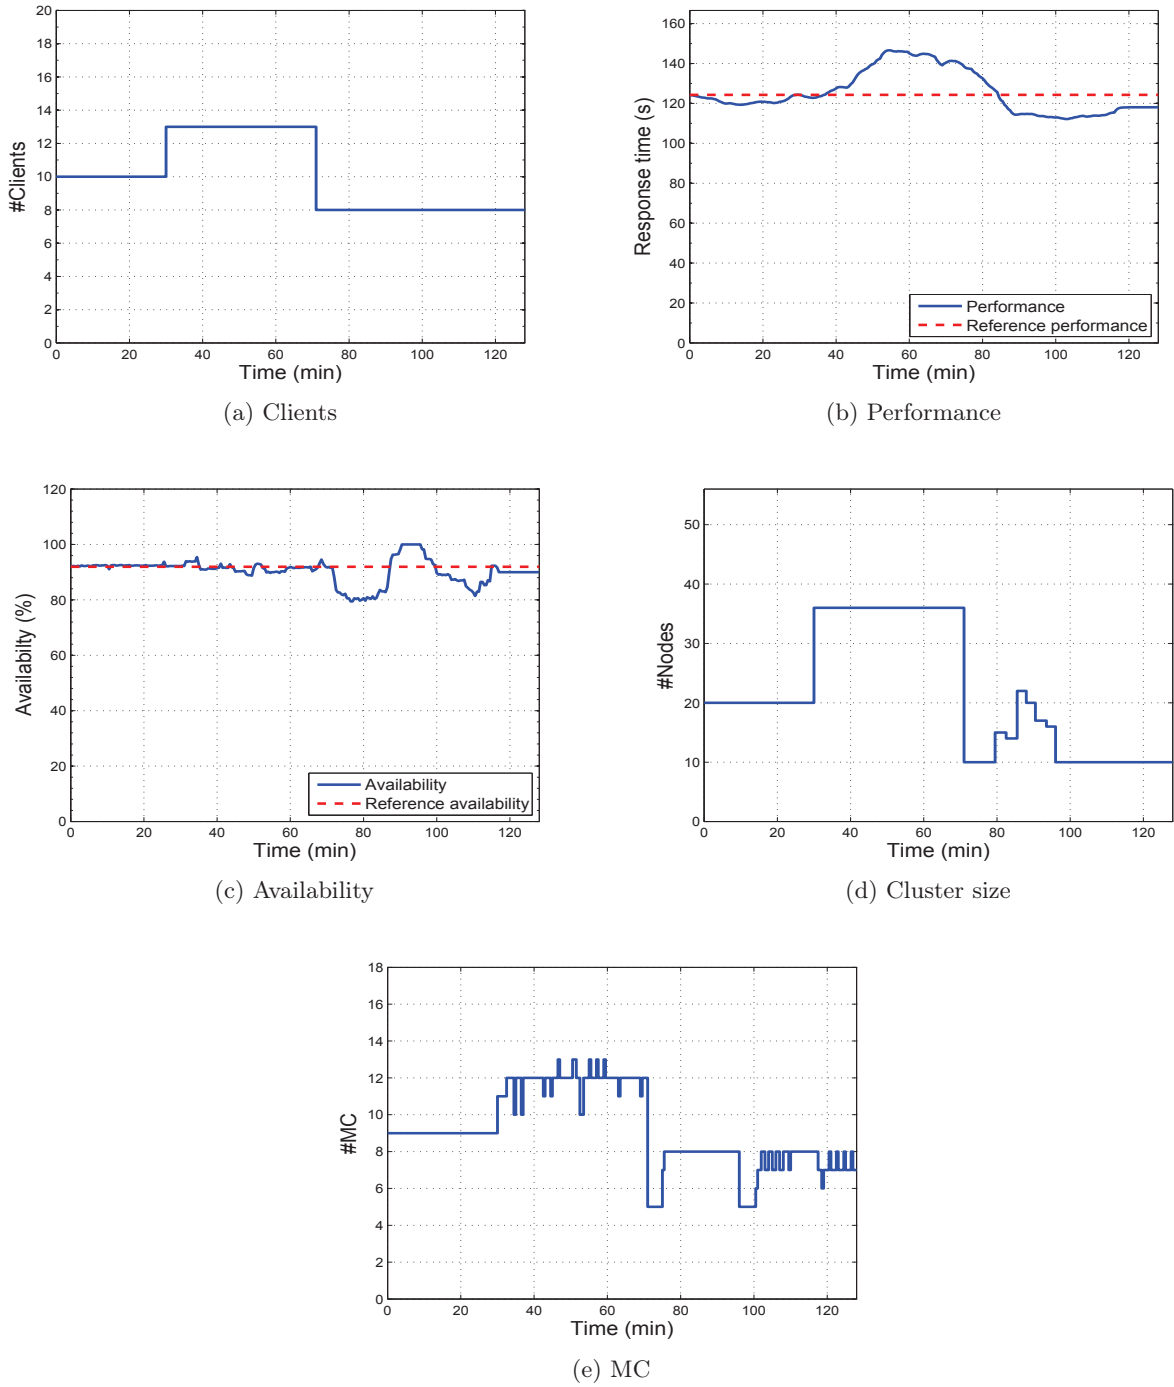 20
18
16
14
12
10
8
6
4
2
0
#Clients
0 20 40 60 80 100 120
Time (min)
(a) Clients
160
140
120
100
80
60
40
20
0
Response time (s)
Performance
Reference performance
0 20 40 60 80 100 120
Time (min)
(b) Performance
120
100
80
60
40
20
0
Availabilty (%)
Availability
Reference availability
0 20 40 60 80 100 120
Time (min)
(c) Availability
50
40
30
20
10
0
#Nodes
0 20 40 60 80 100 120
Time (min)
(d) Cluster size
18
16
14
12
10
8
6
4
2
0
#MC
0 20 40 60 80 100 120
Time (min)
(e) MC